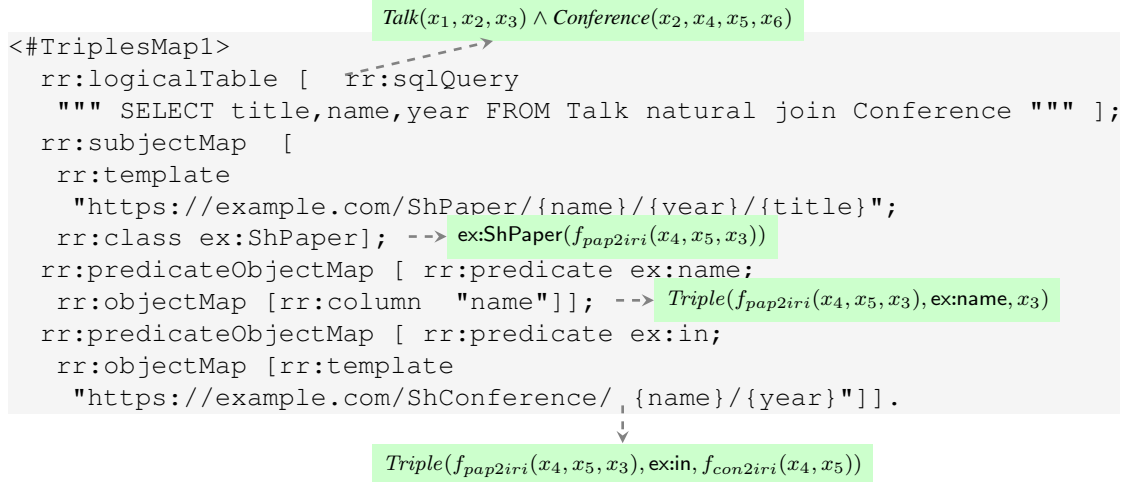 Talk(x₁, x₂, x₃) ∧ Conference(x₂, x₄, x₅, x₆)
<#TriplesMap1>
rr:logicalTable [ rr:sqlQuery
""" SELECT title,name,year FROM Talk natural join Conference """ ];
rr:subjectMap [
rr:template
"https://example.com/ShPaper/{name}/{year}/{title}";
rr:class ex:ShPaper]; ex:ShPaper(f_pap2iri(x₄, x₅, x₃))
rr:predicateObjectMap [ rr:predicate ex:name;
rr:objectMap [rr:column "name"]]; Triple(f_pap2iri(x₄, x₅, x₃), ex:name, x₃)
rr:predicateObjectMap [ rr:predicate ex:in;
rr:objectMap [rr:template
"https://example.com/ShConference/ {name}/{year}"]].
Triple(f_pap2iri(x₄, x₅, x₃), ex:in, f_con2iri(x₄, x₅))